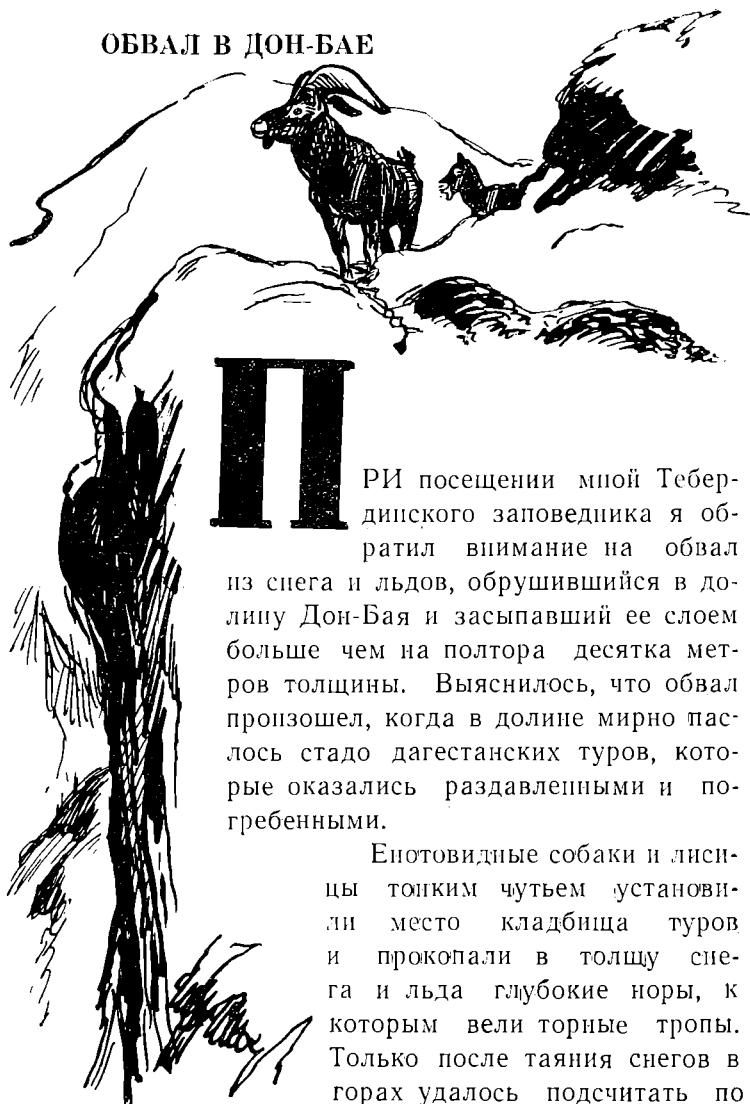 ОБВАЛ В ДОН-БАЕ
ПРИ посещении мной Тебер-
динского заповедника я об-
ратил внимание на обвал
из снега и льдов, обрушившийся в до-
лину Дон-Бая и засыпавший ее слоем
больше чем на полтора десятка мет-
ров толщины. Выяснилось, что обвал
произошел, когда в долине мирно пас-
лось стадо дагестанских туров, кото-
рые оказались раздавленными и по-
гребенными.
Енотовидные собаки и лиси-
цы тонким чутьем установи-
ли место кладбища туров
и прокопали в толщу сне-
га и льда глубокие норы, к
которым вели торные тропы.
Только после таяния снегов в
горах удалось подсчитать по